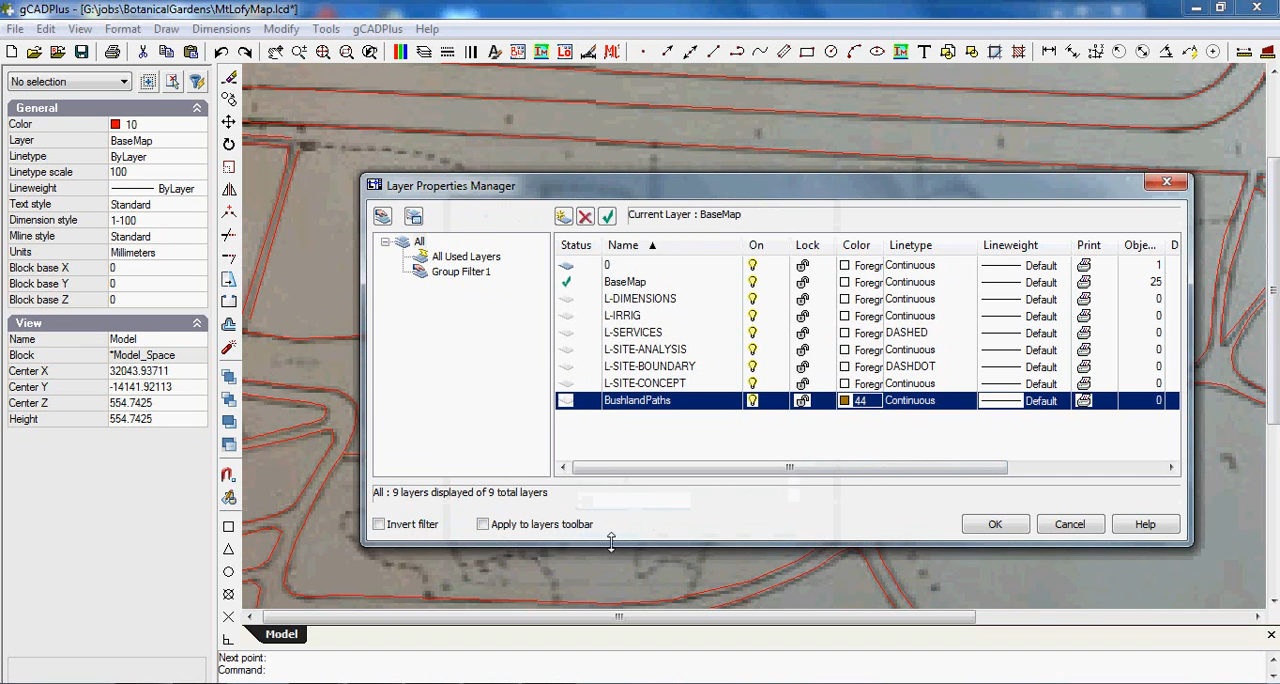 gCADPlus - [G:\jobs\BotanicalGardens\MtLofyMap.lcd*]
File Edit View Format Draw Dimensions Modify Tools gCADPlus Help
No selection
General
Color 10
Layer BaseMap
Linetype ByLayer
Linetype scale 100
Lineweight ByLayer
Text style Standard
Dimension style 1-100
Mline style Standard
Units Millimeters
Block base X 0
Block base Y 0
Block base Z 0
View
Name Model
Block *Model_Space
Center X 32043.93711
Center Y -14141.92113
Center Z 554.7425
Height 554.7425
Layer Properties Manager
Current Layer : BaseMap
All
All Used Layers
Group Filter1
Status Name On Lock Color Linetype Lineweight Print Obje... D
0 Foregr Continuous Default 1
BaseMap Foregr Continuous Default 25
L-DIMENSIONS Foregr Continuous Default 0
L-IRRIG Foregr Continuous Default 0
L-SERVICES Foregr DASHED Default 0
L-SITE-ANALYSIS Foregr Continuous Default 0
L-SITE-BOUNDARY Foregr DASHDOT Default 0
L-SITE-CONCEPT Foregr Continuous Default 0
BushlandPaths 44 Continuous Default 0
All : 9 layers displayed of 9 total layers
Invert filter Apply to layers toolbar OK Cancel Help
Model
Next point:
Command: